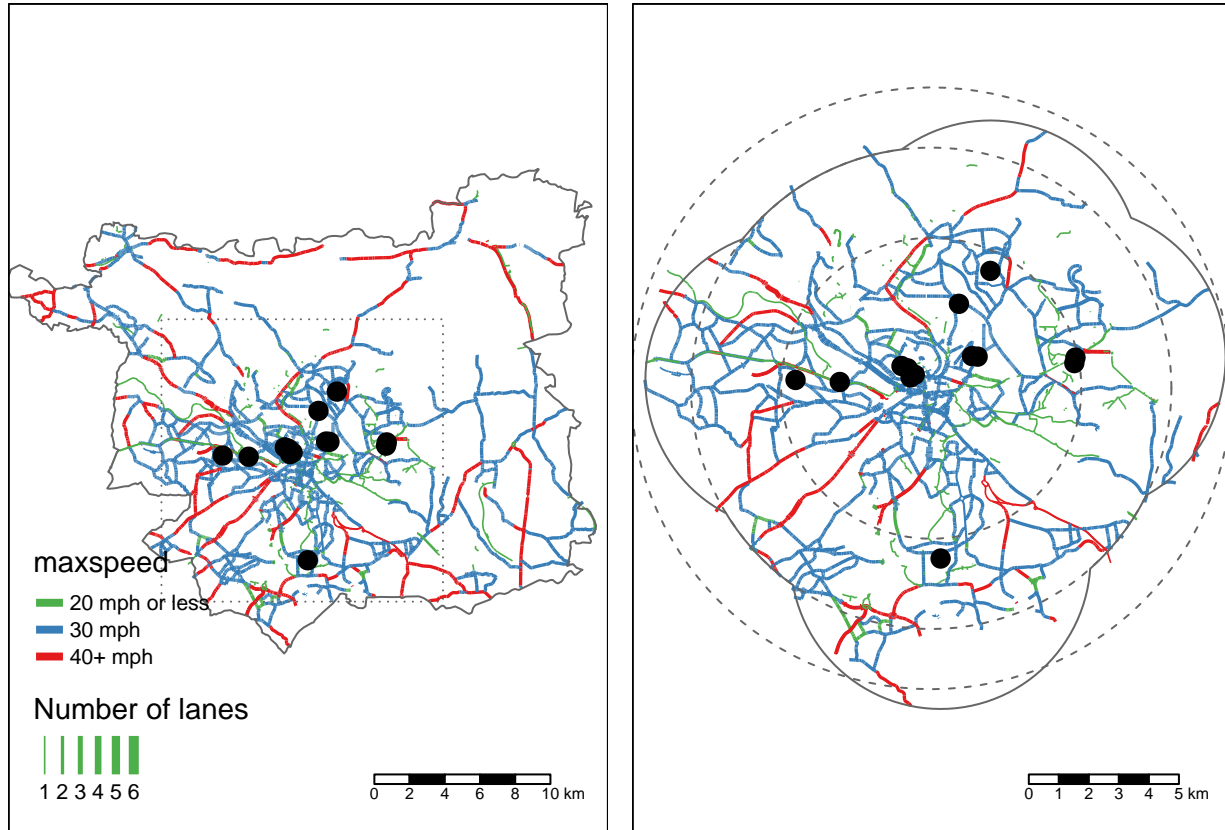 maxspeed
20 mph or less
30 mph
40+ mph
Number of lanes
1 2 3 4 5 6
0 2 4 6 8 10 km
0 1 2 3 4 5 km